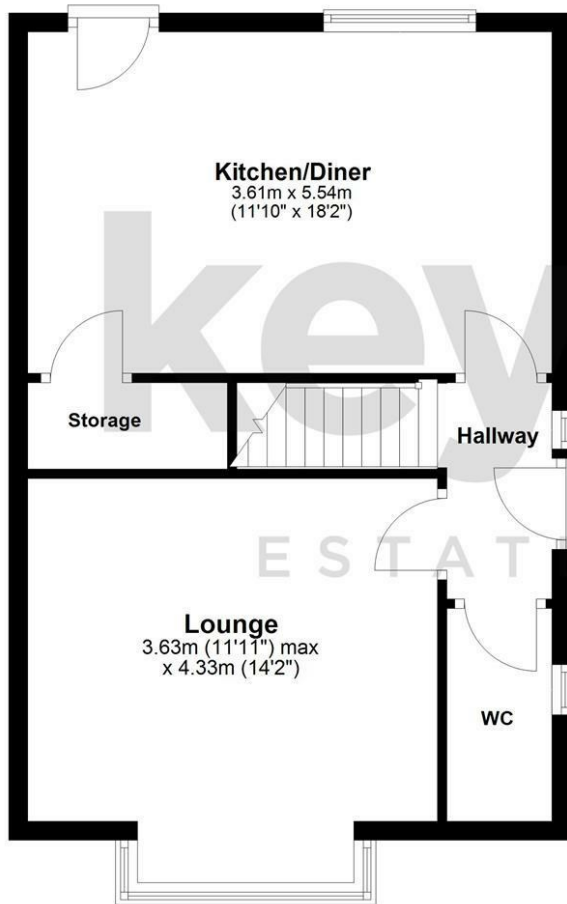 Kitchen/Diner
3.61m x 5.54m
(11'10" x 18'2")
key
Storage
Hallway
ESTAT
Lounge
3.63m (11'11") max
x 4.33m (14'2")
WC